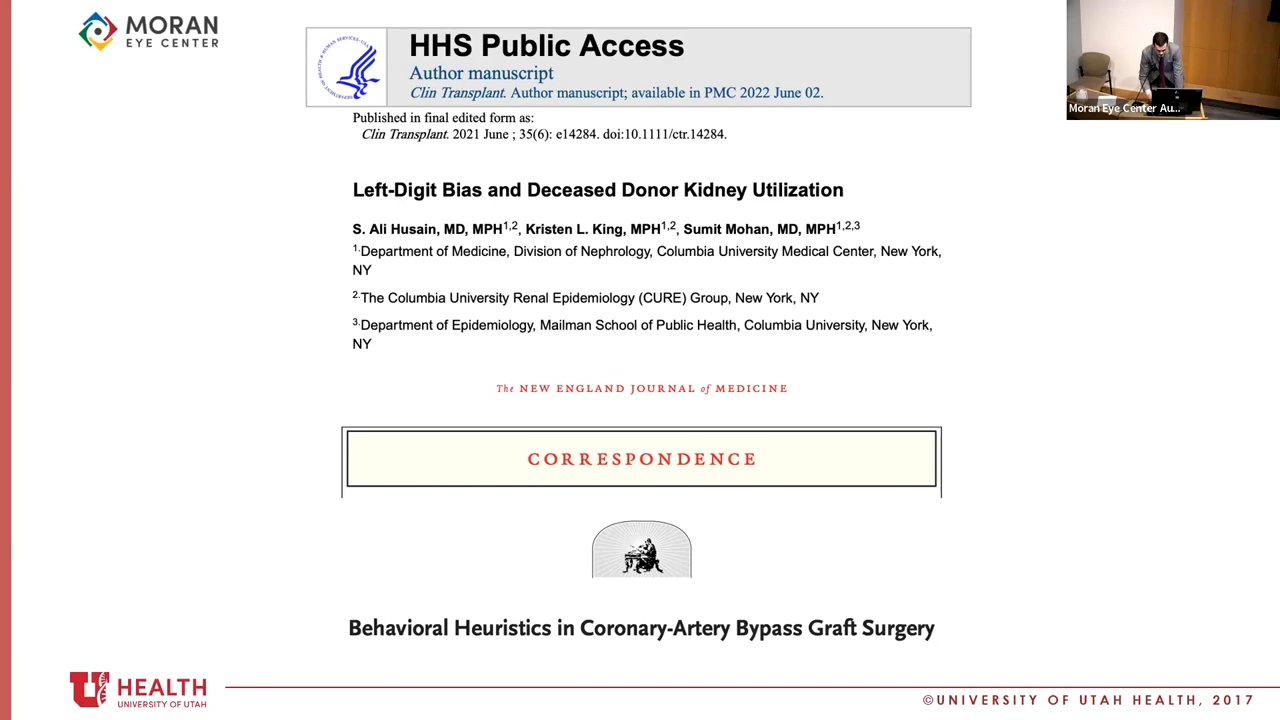 MORAN
EYE CENTER
HHS Public Access
Author manuscript
Clin Transplant. Author manuscript; available in PMC 2022 June 02.
Moran Eye Center Au...
Published in final edited form as:
Clin Transplant. 2021 June ; 35(6): e14284. doi:10.1111/ctr.14284.
Left-Digit Bias and Deceased Donor Kidney Utilization
S. Ali Husain, MD, MPH1,2, Kristen L. King, MPH1,2, Sumit Mohan, MD, MPH1,2,3
1.Department of Medicine, Division of Nephrology, Columbia University Medical Center, New York,
NY
2.The Columbia University Renal Epidemiology (CURE) Group, New York, NY
3.Department of Epidemiology, Mailman School of Public Health, Columbia University, New York,
NY
The NEW ENGLAND JOURNAL of MEDICINE
CORRESPONDENCE
Behavioral Heuristics in Coronary-Artery Bypass Graft Surgery
U HEALTH
UNIVERSITY OF UTAH
©UNIVERSITY OF UTAH HEALTH, 2017